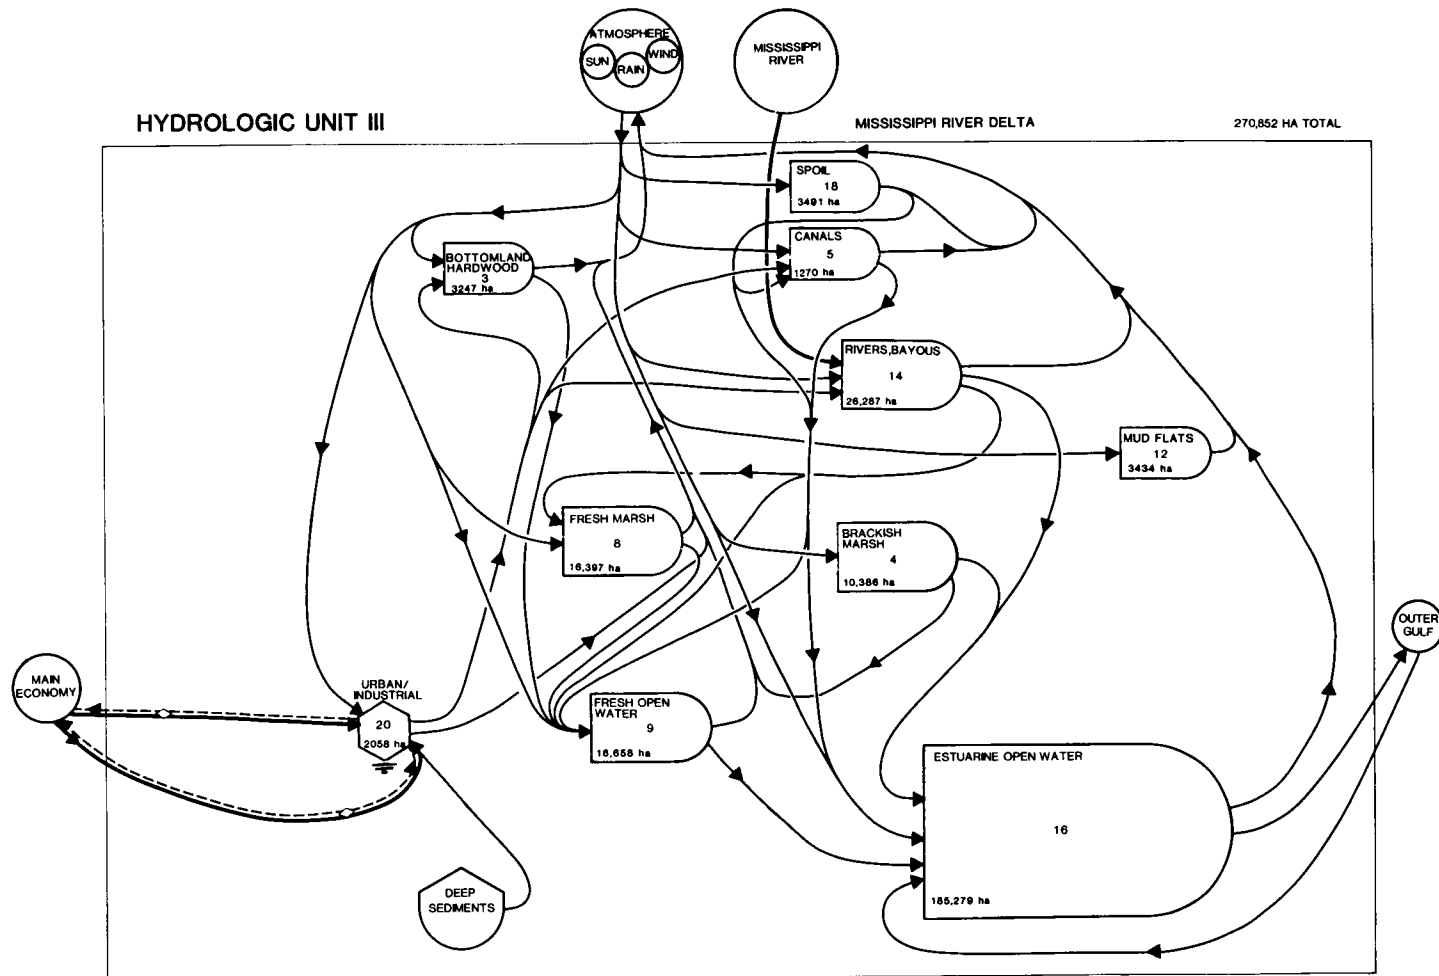 ATMOSPHERE
SUN
RAIN
WIND
MISSISSIPPI
RIVER
HYDROLOGIC UNIT III
MISSISSIPPI RIVER DELTA
270,852 HA TOTAL
SPOIL
18
3491 ha
CANALS
5
1270 ha
BOTTOMLAND
HARDWOOD
3
3247 ha
RIVERS,BAYOUS
14
26,287 ha
MUD FLATS
12
3434 ha
FRESH MARSH
8
16,397 ha
BRACKISH
MARSH
4
10,386 ha
OUTER
GULF
MAIN
ECONOMY
URBAN/
INDUSTRIAL
20
2058 ha
FRESH OPEN
WATER
9
16,658 ha
ESTUARINE OPEN WATER
16
185,279 ha
DEEP
SEDIMENTS